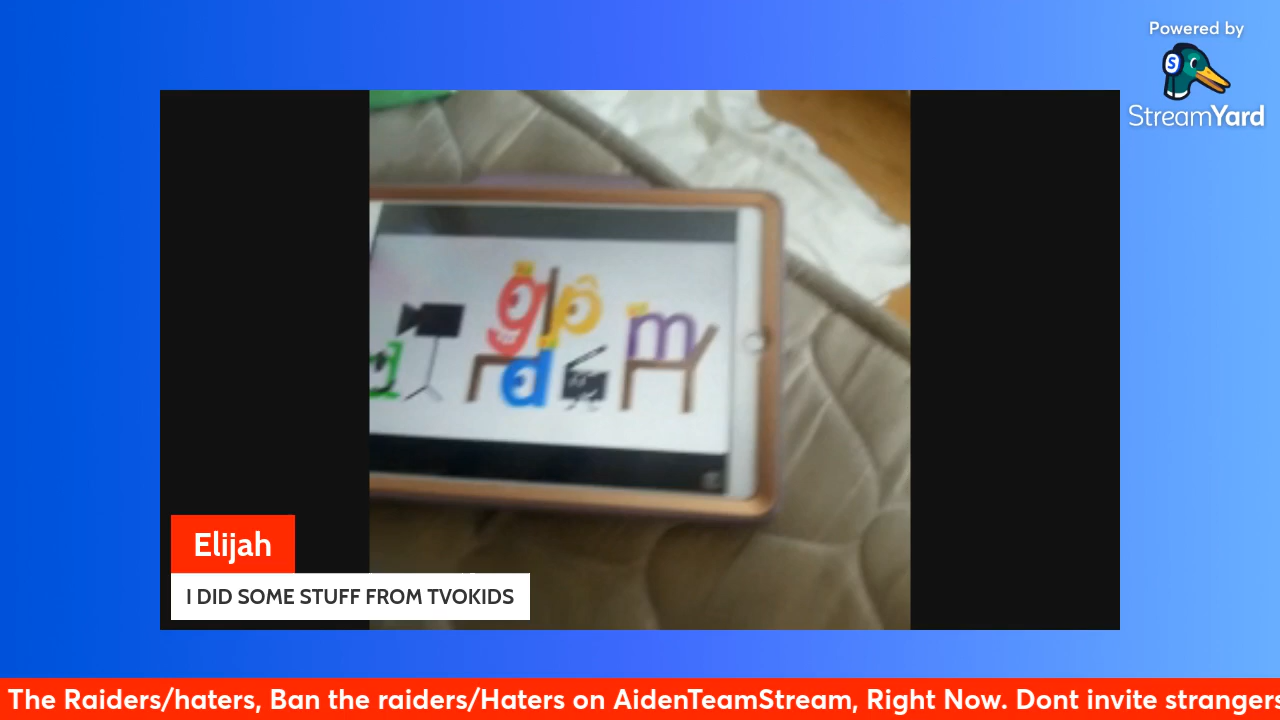 Powered by
S
StreamYard
g p m
d
Elijah
I DID SOME STUFF FROM TVOKIDS
The Raiders/haters, Ban the raiders/Haters on AidenTeamStream, Right Now. Dont invite strangers